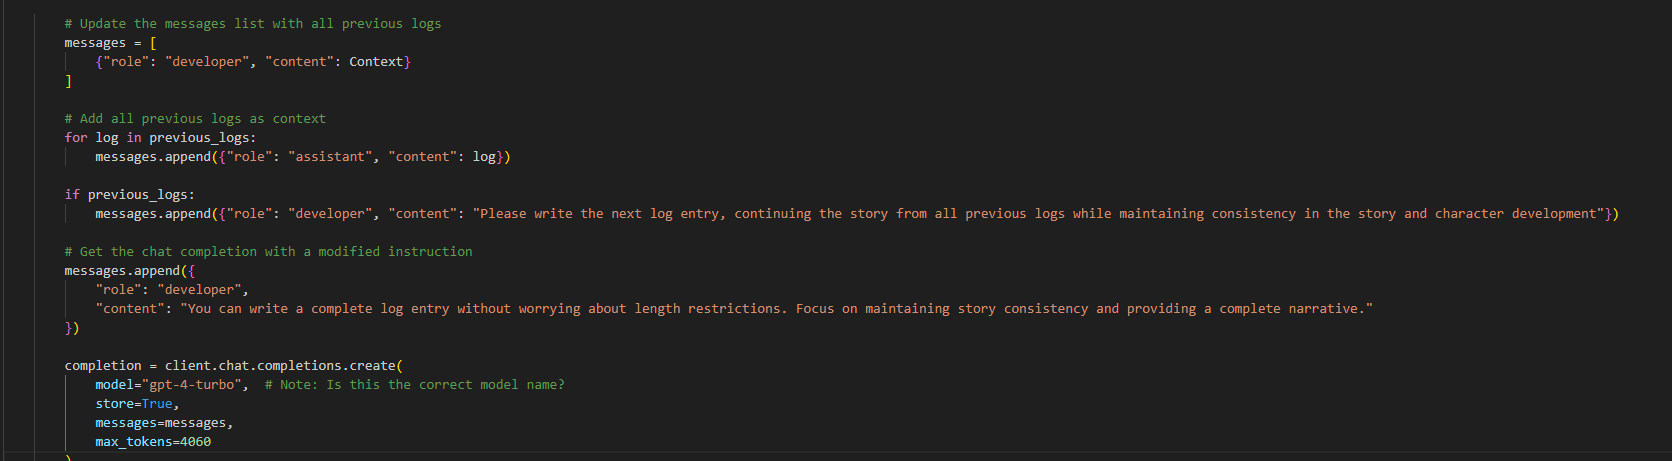 # Update the messages list with all previous logs
messages = [
{"role": "developer", "content": Context}
]
# Add all previous logs as context
for log in previous_logs:
messages.append({"role": "assistant", "content": log})
if previous_logs:
messages.append({"role": "developer", "content": "Please write the next log entry, continuing the story from all previous logs while maintaining consistency in the story and character development"})
# Get the chat completion with a modified instruction
messages.append({
"role": "developer",
"content": "You can write a complete log entry without worrying about length restrictions. Focus on maintaining story consistency and providing a complete narrative."
})
completion = client.chat.completions.create(
model="gpt-4-turbo",  # Note: Is this the correct model name?
store=True,
messages=messages,
max_tokens=4060
)